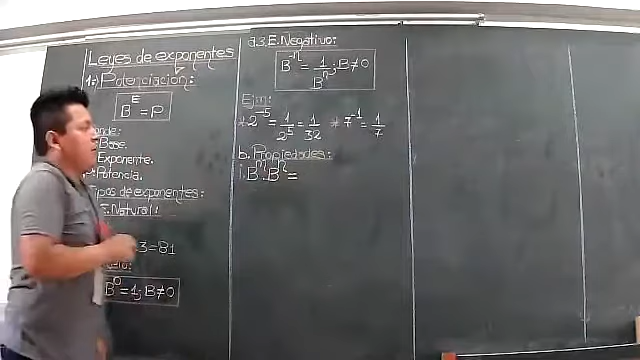 Leyes de exponentes
1.) Potenciación:
B^E = P
Base.
Exponente.
Potencia.
Tipos de exponentes:
E. Natural:
3=81
B^0 = 1; B≠0
a.3. E. Negativo:
B^-n = 1/B^n; B≠0
Ejm:
* 2^-5 = 1/2^5 = 1/32 * 7^-1 = 1/7
b. Propiedades:
i. B^m . B^n =